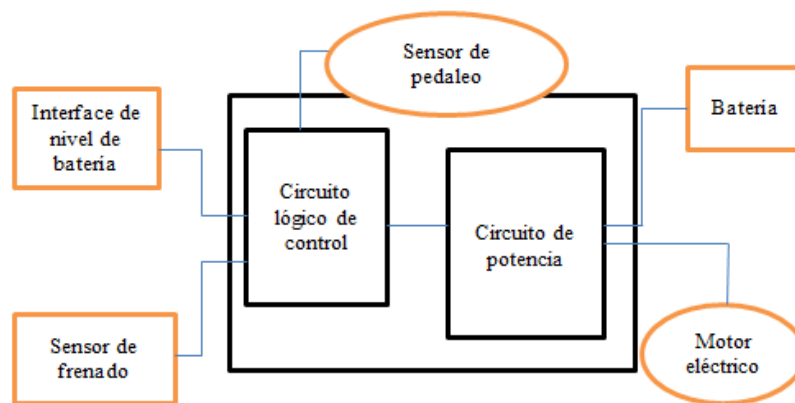 Sensor de
pedaleo
Interface de
nivel de
bateria
Bateria
Circuito
lógico de
control
Circuito de
potencia
Sensor de
frenado
Motor
eléctrico